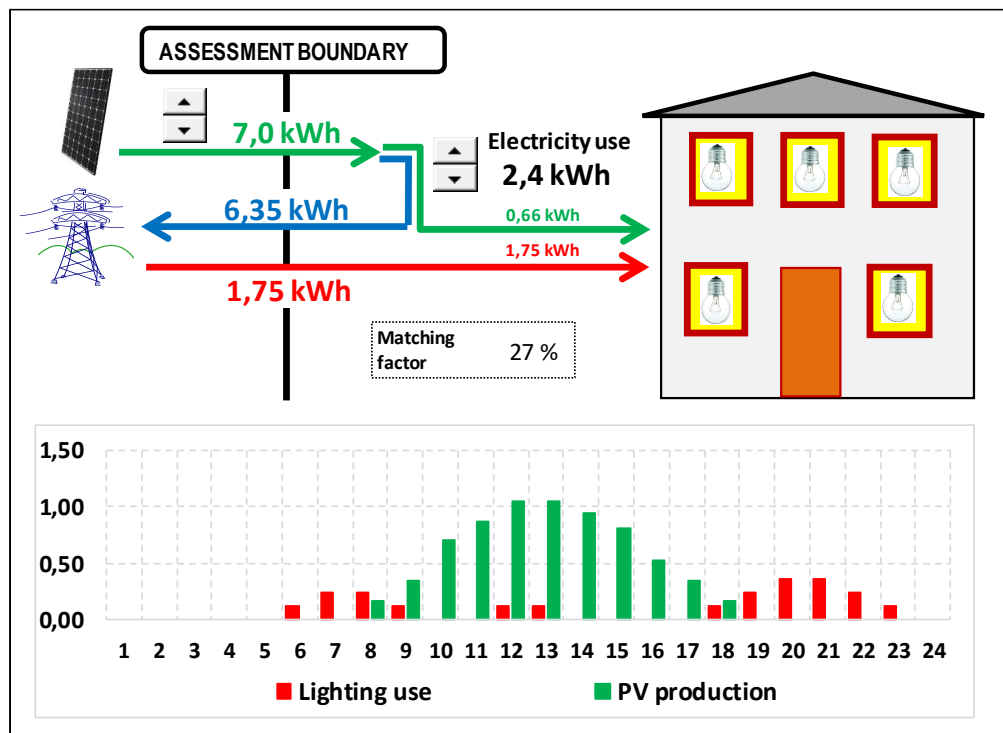 ASSESSMENT BOUNDARY
7,0 kWh
Electricity use
2,4 kWh
6,35 kWh
0,66 kWh
1,75 kWh
1,75 kWh
Matching
factor
27 %
1,50
1,00
0,50
0,00
1 2 3 4 5 6 7 8 9 10 11 12 13 14 15 16 17 18 19 20 21 22 23 24
Lighting use PV production